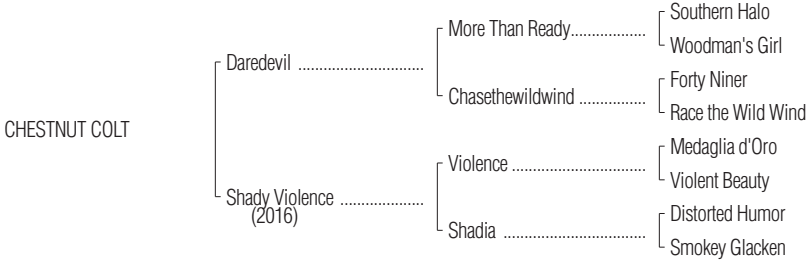 Southern Halo
More Than Ready..................
Woodman's Girl
Daredevil ..............................
Forty Niner
Chasethewildwind ................
Race the Wild Wind
CHESTNUT COLT
Medaglia d'Oro
Violence ................................
Violent Beauty
Shady Violence ....................
(2016)
Distorted Humor
Shadia ..................................
Smokey Glacken